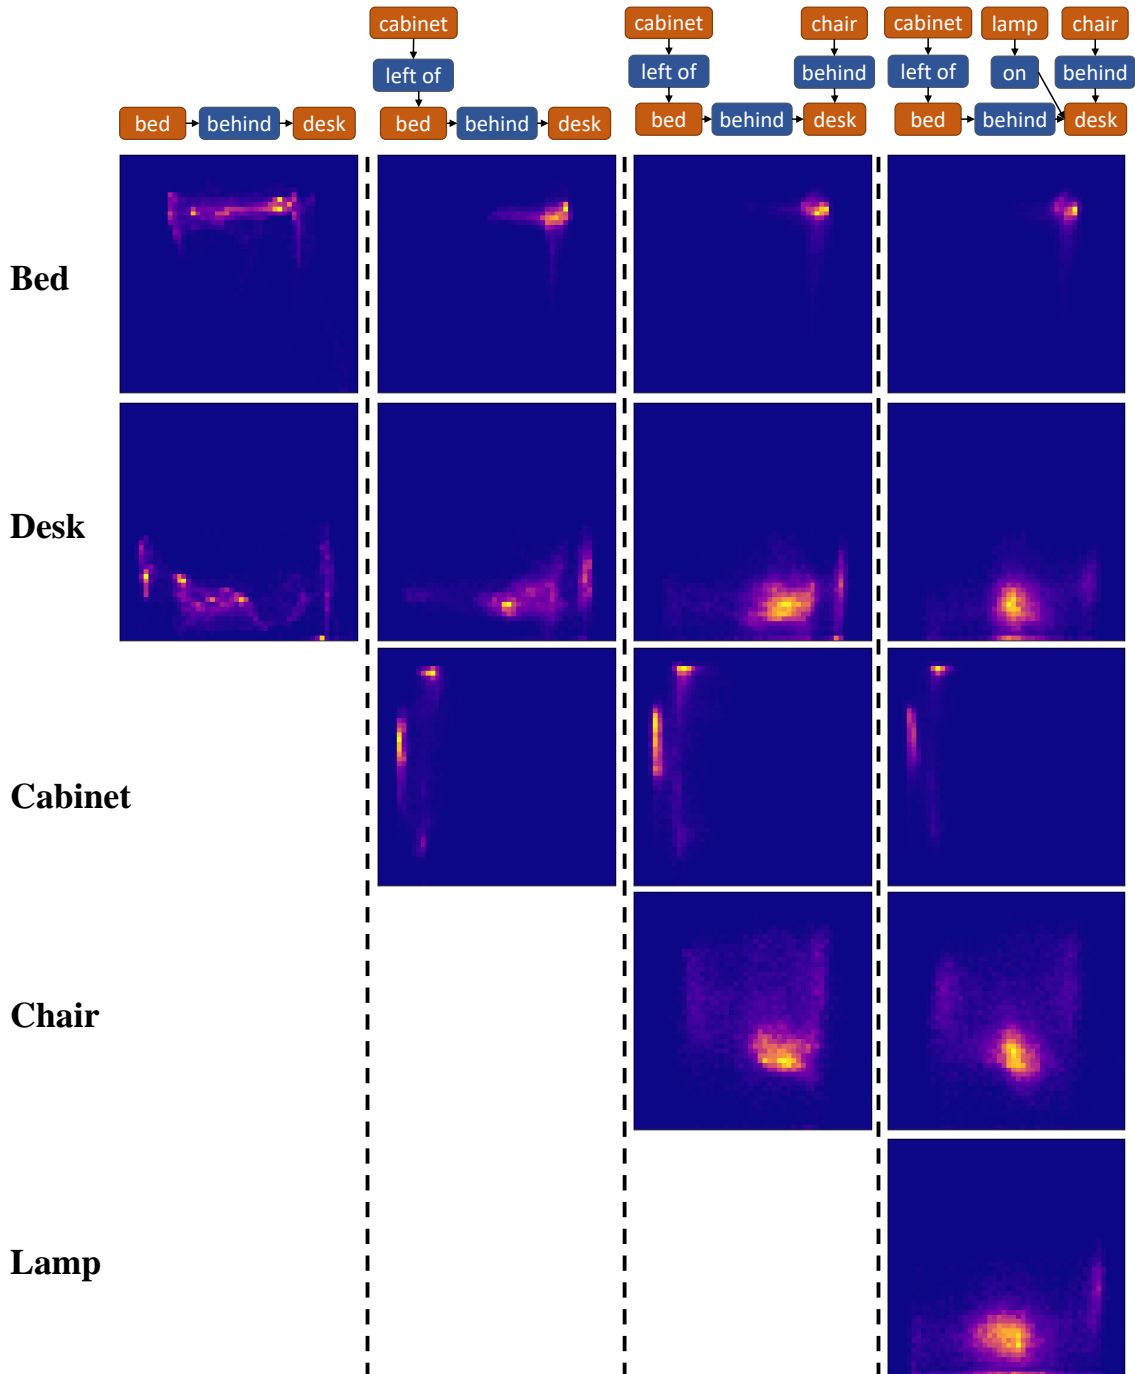 cabinet cabinet chair cabinet lamp chair
left of left of behind left of on behind
bed behind desk bed behind desk bed behind desk bed behind desk
Bed
Desk
Cabinet
Chair
Lamp